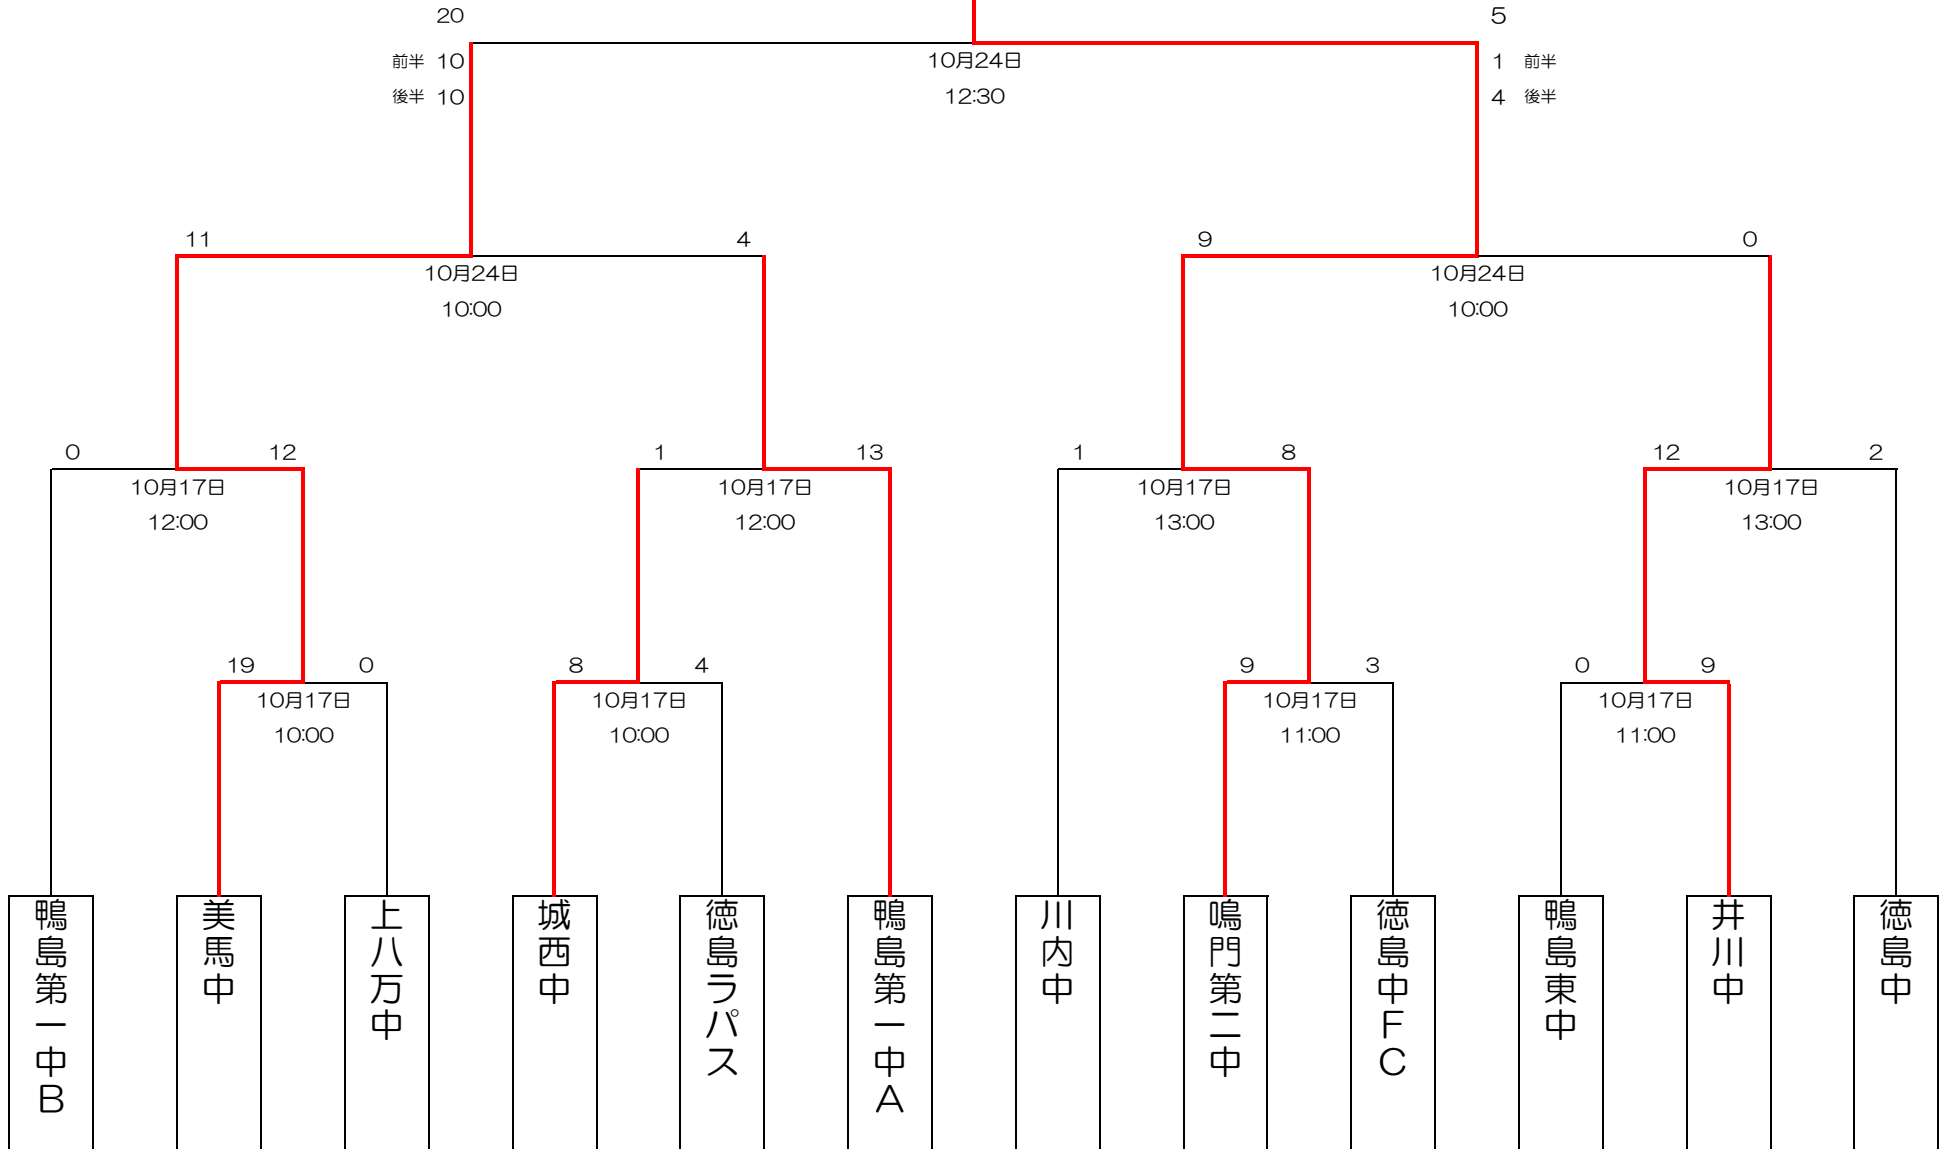 20
5
前半 10
10月24日
1 前半
後半 10
12:30
4 後半
11
4
9
0
10月24日
10月24日
10:00
10:00
0
12
1
13
1
8
12
2
10月17日
10月17日
10月17日
10月17日
12:00
12:00
13:00
13:00
19
0
8
4
9
3
0
9
10月17日
10月17日
10月17日
10月17日
10:00
10:00
11:00
11:00
鴨島第一中B
美馬中
上八万中
城西中
徳島ラパス
鴨島第一中A
川内中
鳴門第二中
徳島中FC
鴨島東中
井川中
徳島中